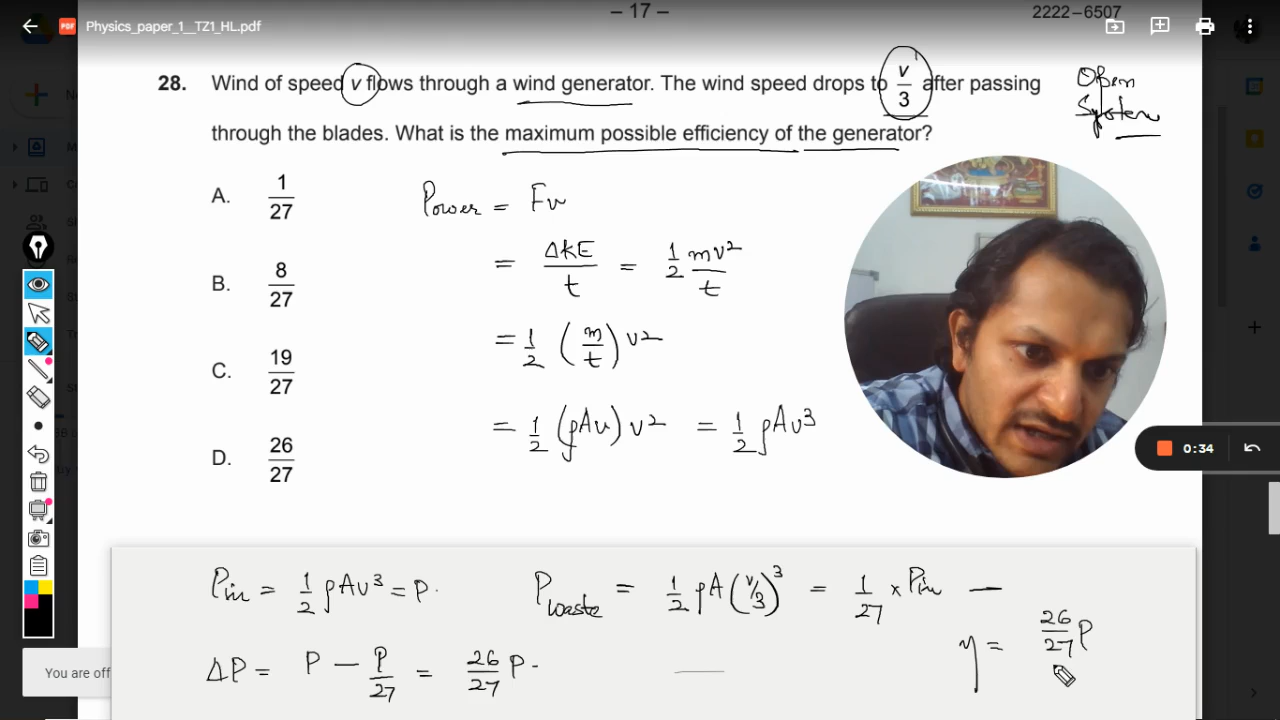 – 17 –
2222–6507
PDF Physics_paper_1__TZ1_HL.pdf
28. Wind of speed v flows through a wind generator. The wind speed drops to v/3 after passing
through the blades. What is the maximum possible efficiency of the generator?
Open
System
A. 1/27
B. 8/27
C. 19/27
D. 26/27
Power = Fv
= ΔKE/t = 1/2 mv²/t
= 1/2 (m/t) v²
= 1/2 (ρAv) v² = 1/2 ρAv³
0:34
Pin = 1/2 ρAv³ = P.
Pwaste = 1/2 ρA (v/3)³ = 1/27 × Pin —
ΔP = P − P/27 = 26/27 P -
η = 26/27 P
You are off